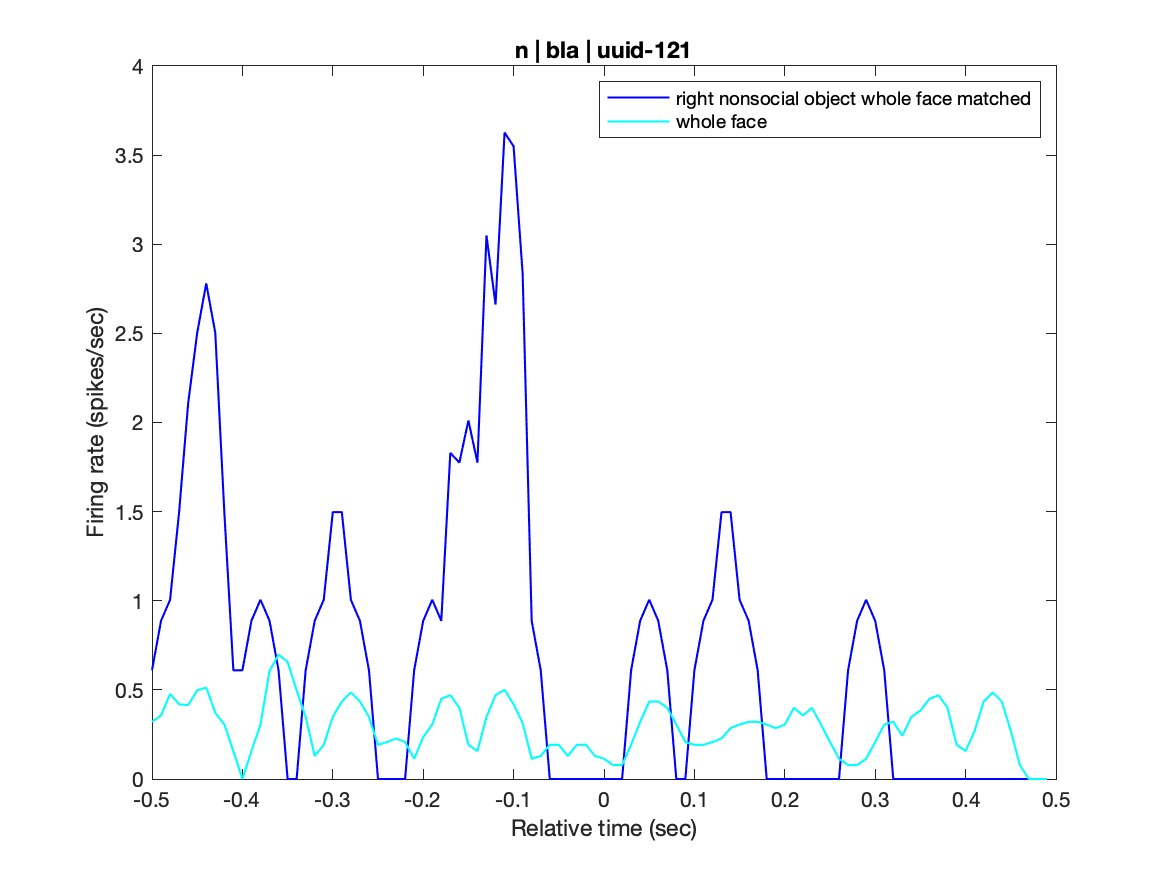 n | bla | uuid-121
right nonsocial object whole face matched
whole face
Firing rate (spikes/sec)
4
3.5
3
2.5
2
1.5
1
0.5
0
-0.5 -0.4 -0.3 -0.2 -0.1 0 0.1 0.2 0.3 0.4 0.5
Relative time (sec)